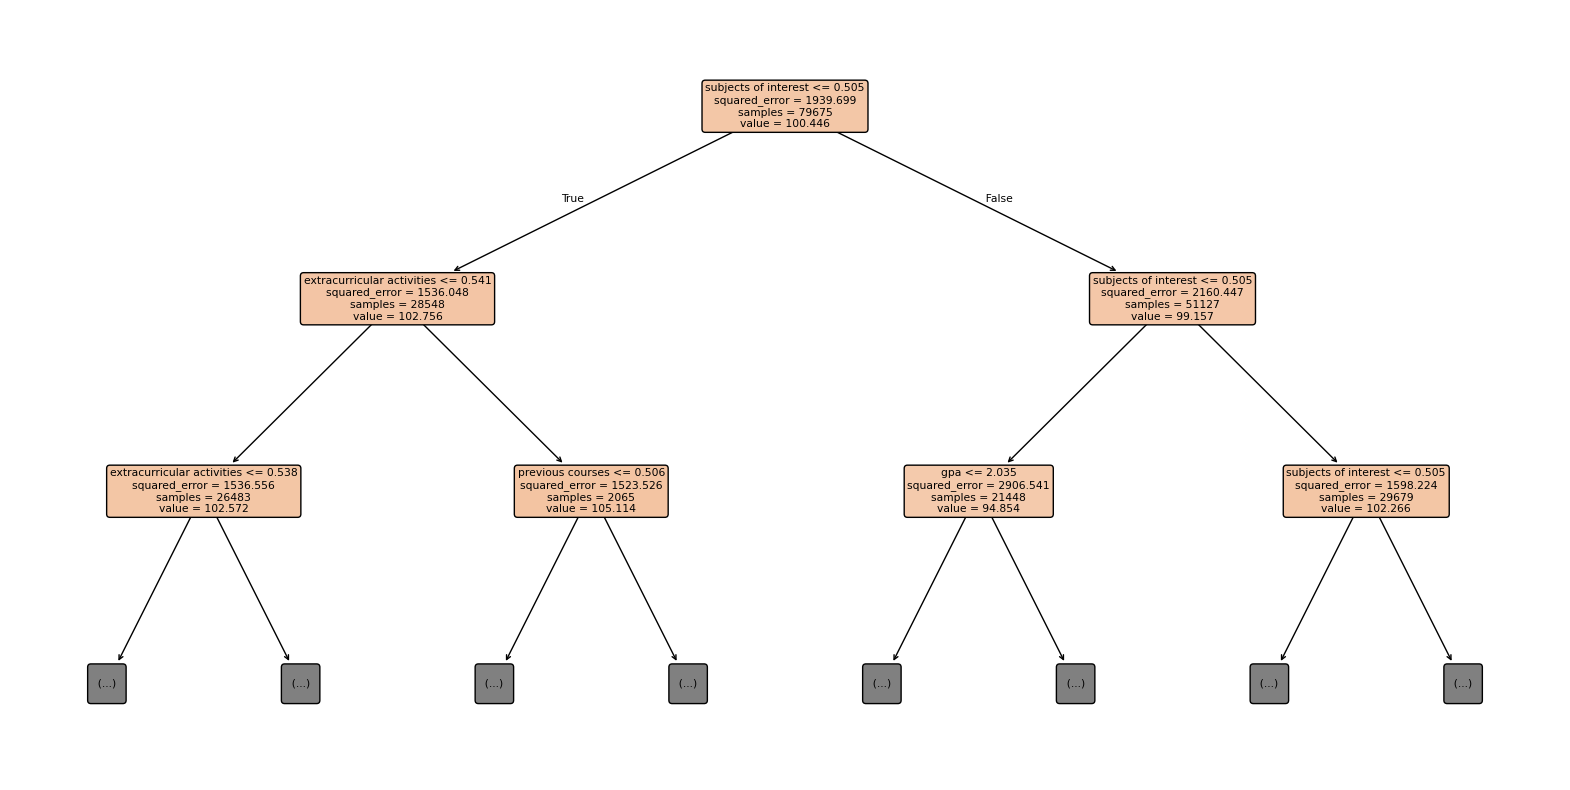 subjects of interest <= 0.505
squared_error = 1939.699
samples = 79675
value = 100.446
True
False
extracurricular activities <= 0.541
squared_error = 1536.048
samples = 28548
value = 102.756
subjects of interest <= 0.505
squared_error = 2160.447
samples = 51127
value = 99.157
extracurricular activities <= 0.538
squared_error = 1536.556
samples = 26483
value = 102.572
previous courses <= 0.506
squared_error = 1523.526
samples = 2065
value = 105.114
gpa <= 2.035
squared_error = 2906.541
samples = 21448
value = 94.854
subjects of interest <= 0.505
squared_error = 1598.224
samples = 29679
value = 102.266
(...)
(...)
(...)
(...)
(...)
(...)
(...)
(...)